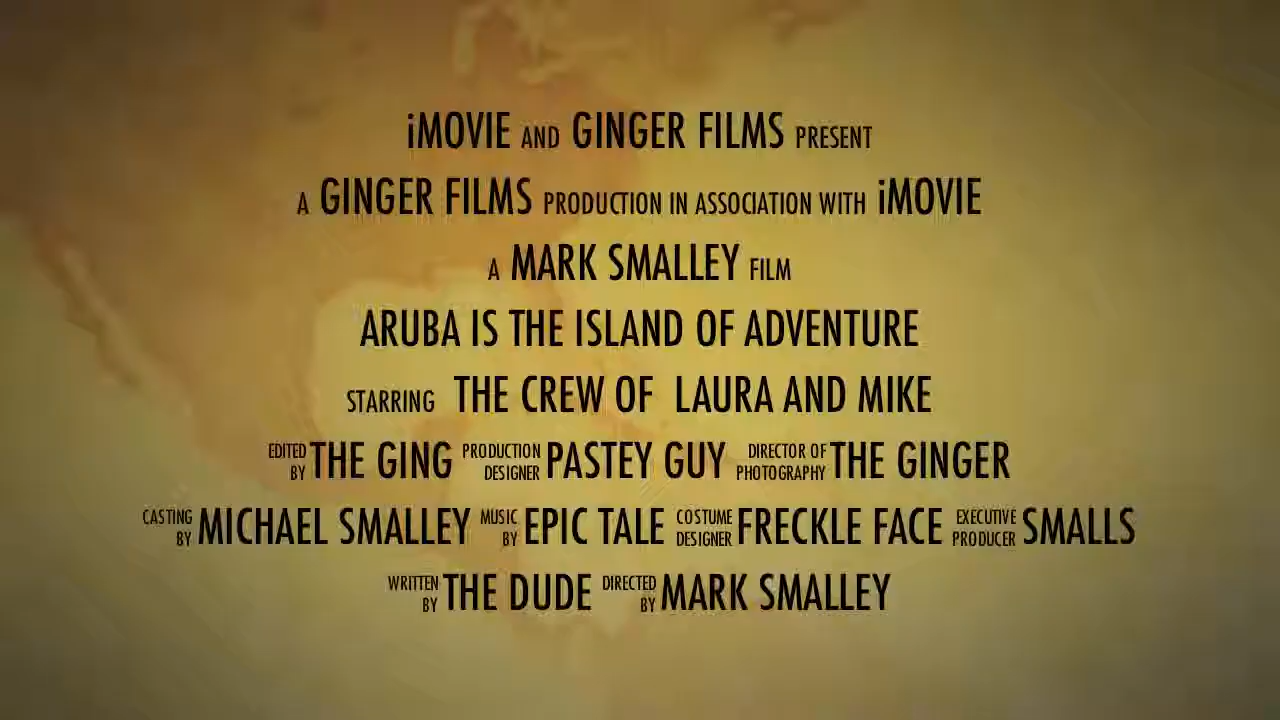 iMOVIE AND GINGER FILMS PRESENT
A GINGER FILMS PRODUCTION IN ASSOCIATION WITH iMOVIE
A MARK SMALLEY FILM
ARUBA IS THE ISLAND OF ADVENTURE
STARRING THE CREW OF LAURA AND MIKE
EDITED BY THE GING PRODUCTION DESIGNER PASTEY GUY DIRECTOR OF PHOTOGRAPHY THE GINGER
CASTING BY MICHAEL SMALLEY MUSIC BY EPIC TALE COSTUME DESIGNER FRECKLE FACE EXECUTIVE PRODUCER SMALLS
WRITTEN BY THE DUDE DIRECTED BY MARK SMALLEY